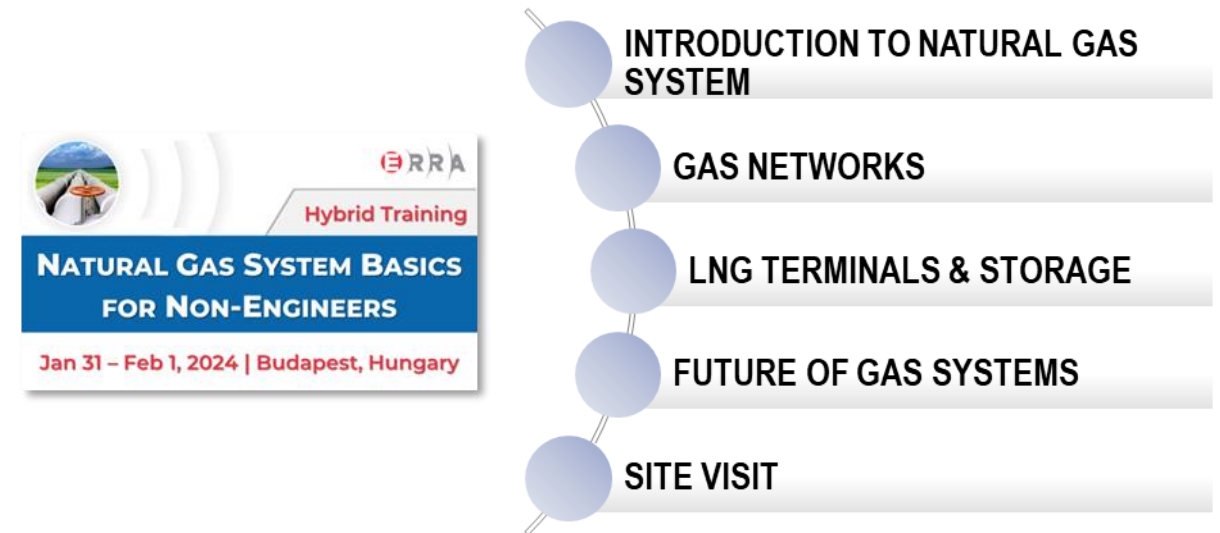 ERRA
Hybrid Training
NATURAL GAS SYSTEM BASICS
FOR NON-ENGINEERS
Jan 31 – Feb 1, 2024 | Budapest, Hungary
INTRODUCTION TO NATURAL GAS
SYSTEM
GAS NETWORKS
LNG TERMINALS & STORAGE
FUTURE OF GAS SYSTEMS
SITE VISIT